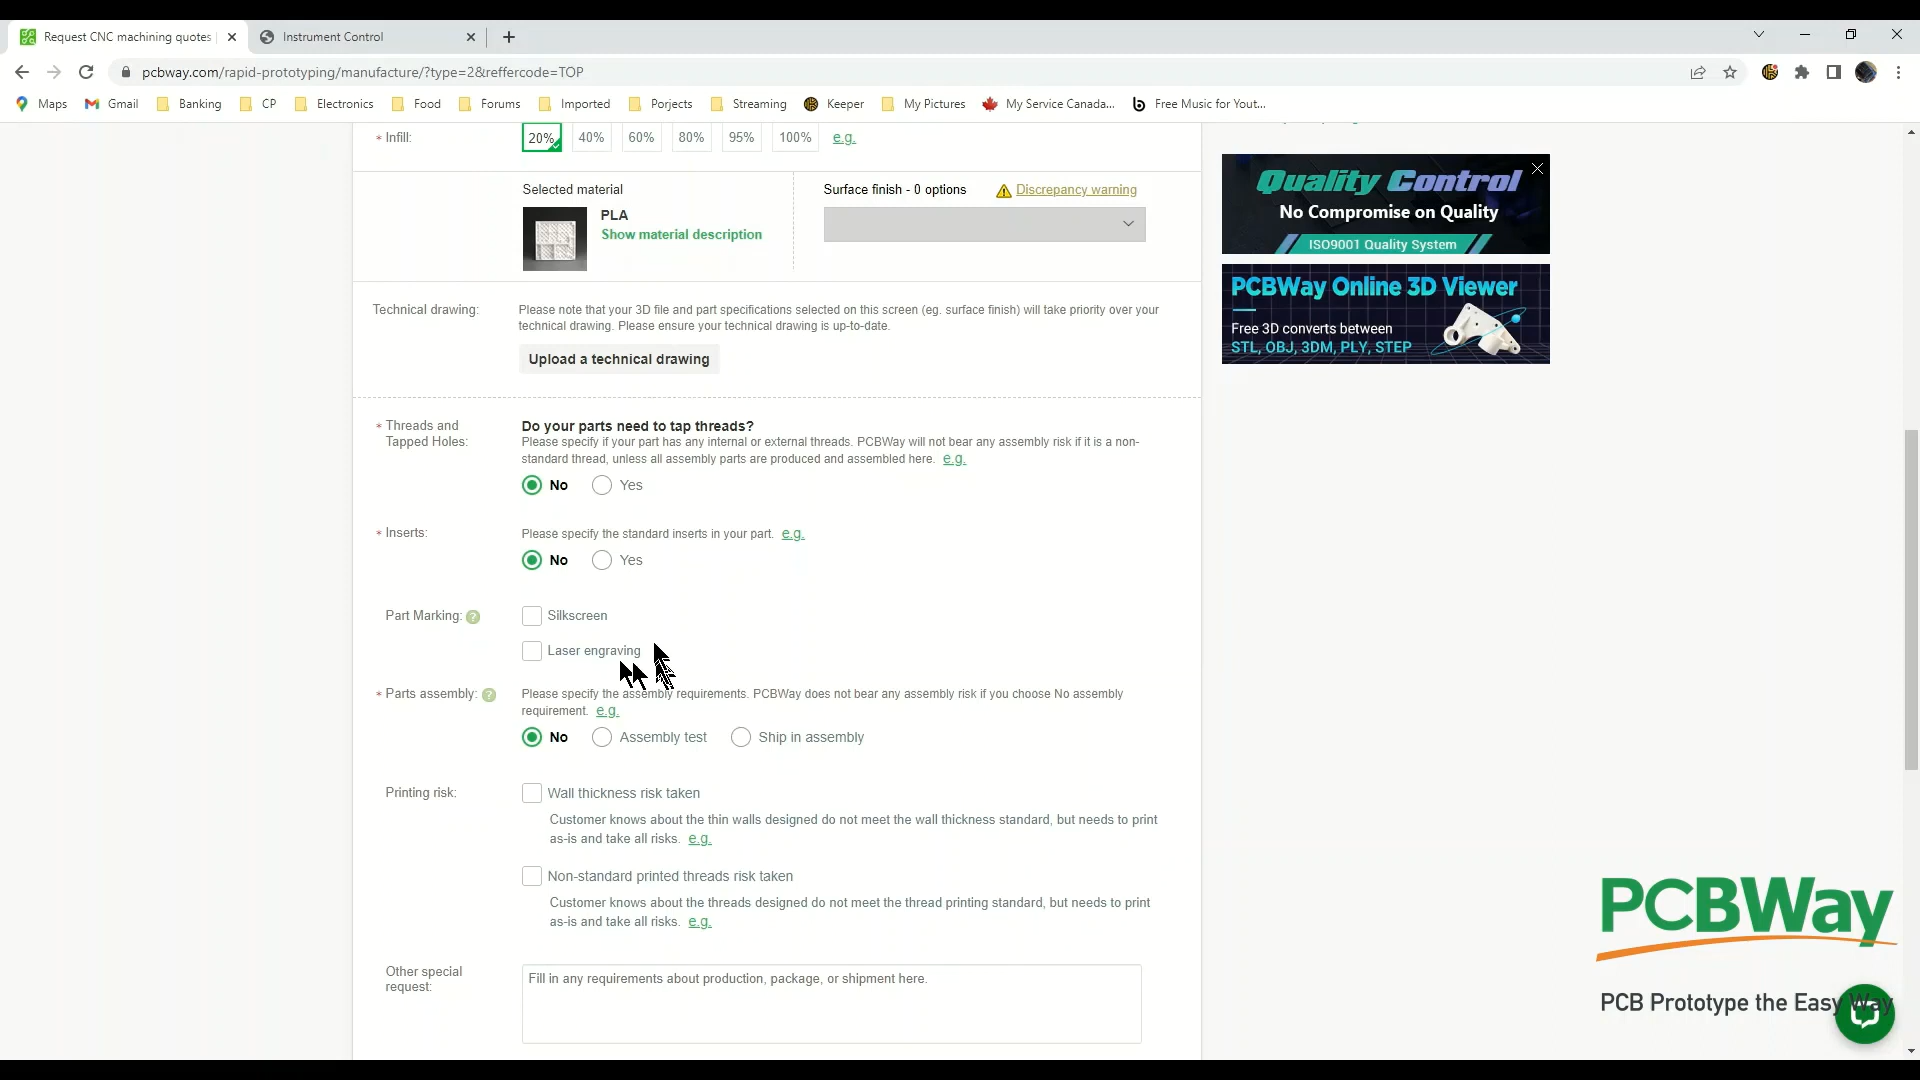 Request CNC machining quotes
Instrument Control
pcbway.com/rapid-prototyping/manufacture/?type=2&reffercode=TOP
Maps
Gmail
Banking
CP
Electronics
Food
Forums
Imported
Porjects
Streaming
Keeper
My Pictures
My Service Canada...
Free Music for Yout...
* Infill:
20%
40%
60%
80%
95%
100%
e.g.
Selected material
PLA
Show material description
Surface finish - 0 options
Discrepancy warning
Technical drawing:
Please note that your 3D file and part specifications selected on this screen (eg. surface finish) will take priority over your
technical drawing. Please ensure your technical drawing is up-to-date.
Upload a technical drawing
* Threads and
Tapped Holes:
Do your parts need to tap threads?
Please specify if your part has any internal or external threads. PCBWay will not bear any assembly risk if it is a non-
standard thread, unless all assembly parts are produced and assembled here. e.g.
No
Yes
* Inserts:
Please specify the standard inserts in your part. e.g.
No
Yes
Part Marking: ?
Silkscreen
Laser engraving
* Parts assembly: ?
Please specify the assembly requirements. PCBWay does not bear any assembly risk if you choose No assembly
requirement. e.g.
No
Assembly test
Ship in assembly
Printing risk:
Wall thickness risk taken
Customer knows about the thin walls designed do not meet the wall thickness standard, but needs to print
as-is and take all risks. e.g.
Non-standard printed threads risk taken
Customer knows about the threads designed do not meet the thread printing standard, but needs to print
as-is and take all risks. e.g.
Other special
request:
Fill in any requirements about production, package, or shipment here.
Quality Control
No Compromise on Quality
ISO9001 Quality System
PCBWay Online 3D Viewer
Free 3D converts between
STL, OBJ, 3DM, PLY, STEP
PCBWay
PCB Prototype the Easy Way